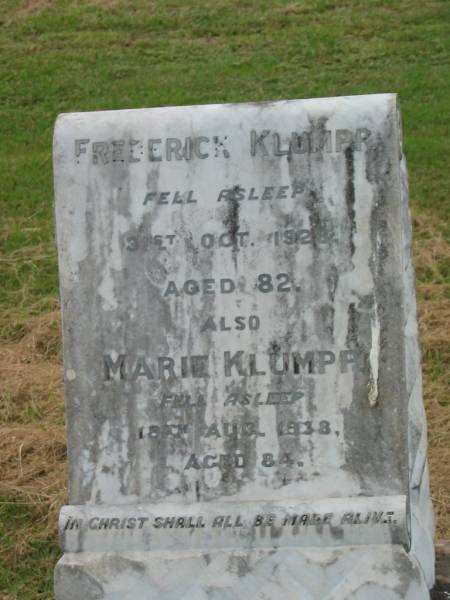 FREDERICK KLUMPP
FELL ASLEEP
31ST OCT.
AGED 82.
ALSO
MARIE KLUMPP
FELL ASLEEP
18TH AUG. 1938.
AGED 84.
IN CHRIST SHALL ALL BE MADE ALIVE.